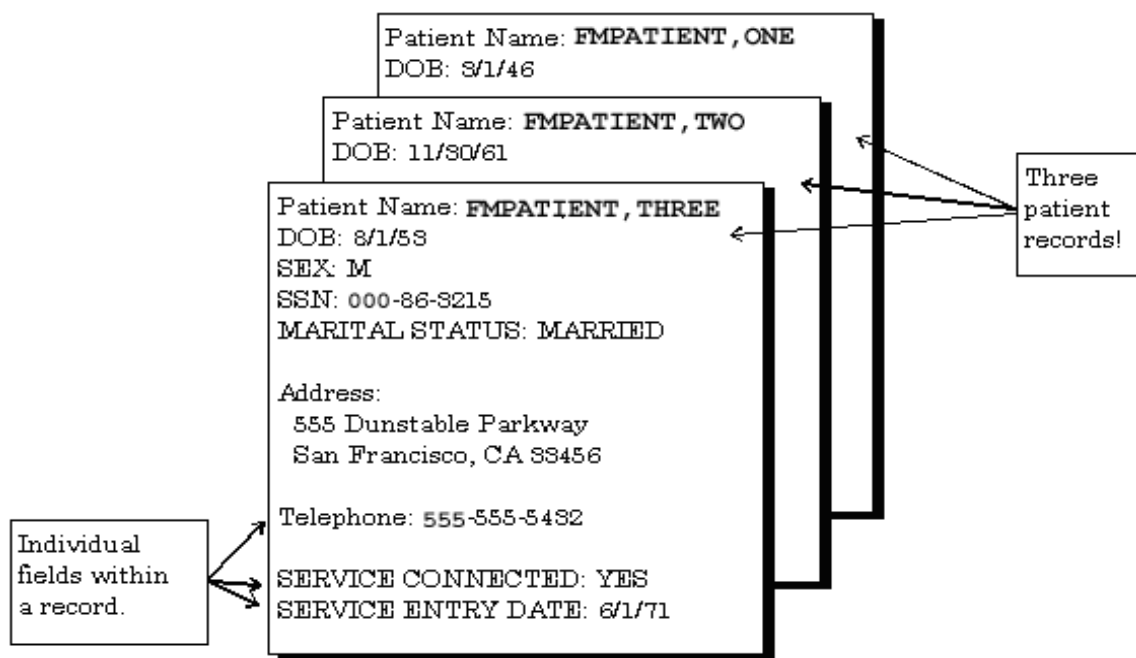 Patient Name: FMPATIENT,ONE
DOB: 3/1/46
Patient Name: FMPATIENT,TWO
DOB: 11/30/61
Patient Name: FMPATIENT,THREE
DOB: 8/1/53
SEX: M
SSN: 000-86-3215
MARITAL STATUS: MARRIED
Address:
555 Dunstable Parkway
San Francisco, CA 33456
Telephone: 555-555-5432
SERVICE CONNECTED: YES
SERVICE ENTRY DATE: 6/1/71
Three
patient
records!
Individual
fields within
a record.